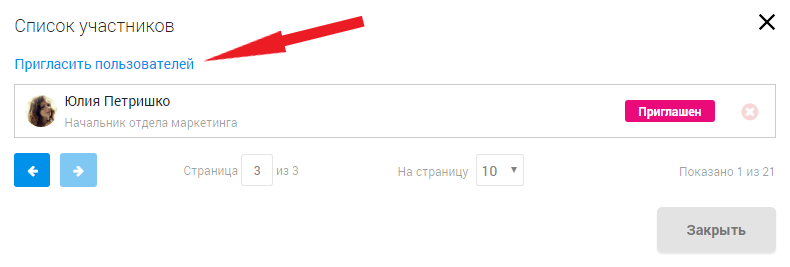 Список участников
Пригласить пользователей
Юлия Петришко
Начальник отдела маркетинга
Приглашен
Страница 3 из 3 На страницу 10 Показано 1 из 21
Закрыть